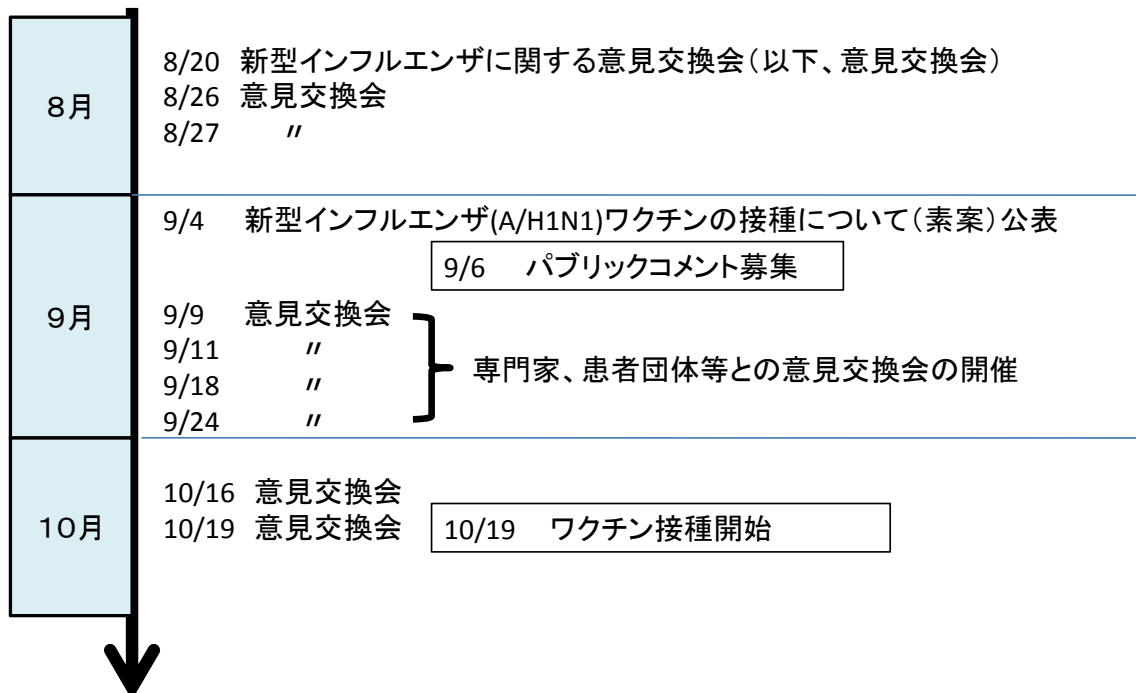 8月
8/20 新型インフルエンザに関する意見交換会(以下、意見交換会)
8/26 意見交換会
8/27 〃
9月
9/4 新型インフルエンザ(A/H1N1)ワクチンの接種について(素案)公表
9/6 パブリックコメント募集
9/9 意見交換会
9/11 〃
9/18 〃
9/24 〃
専門家、患者団体等との意見交換会の開催
10月
10/16 意見交換会
10/19 意見交換会
10/19 ワクチン接種開始